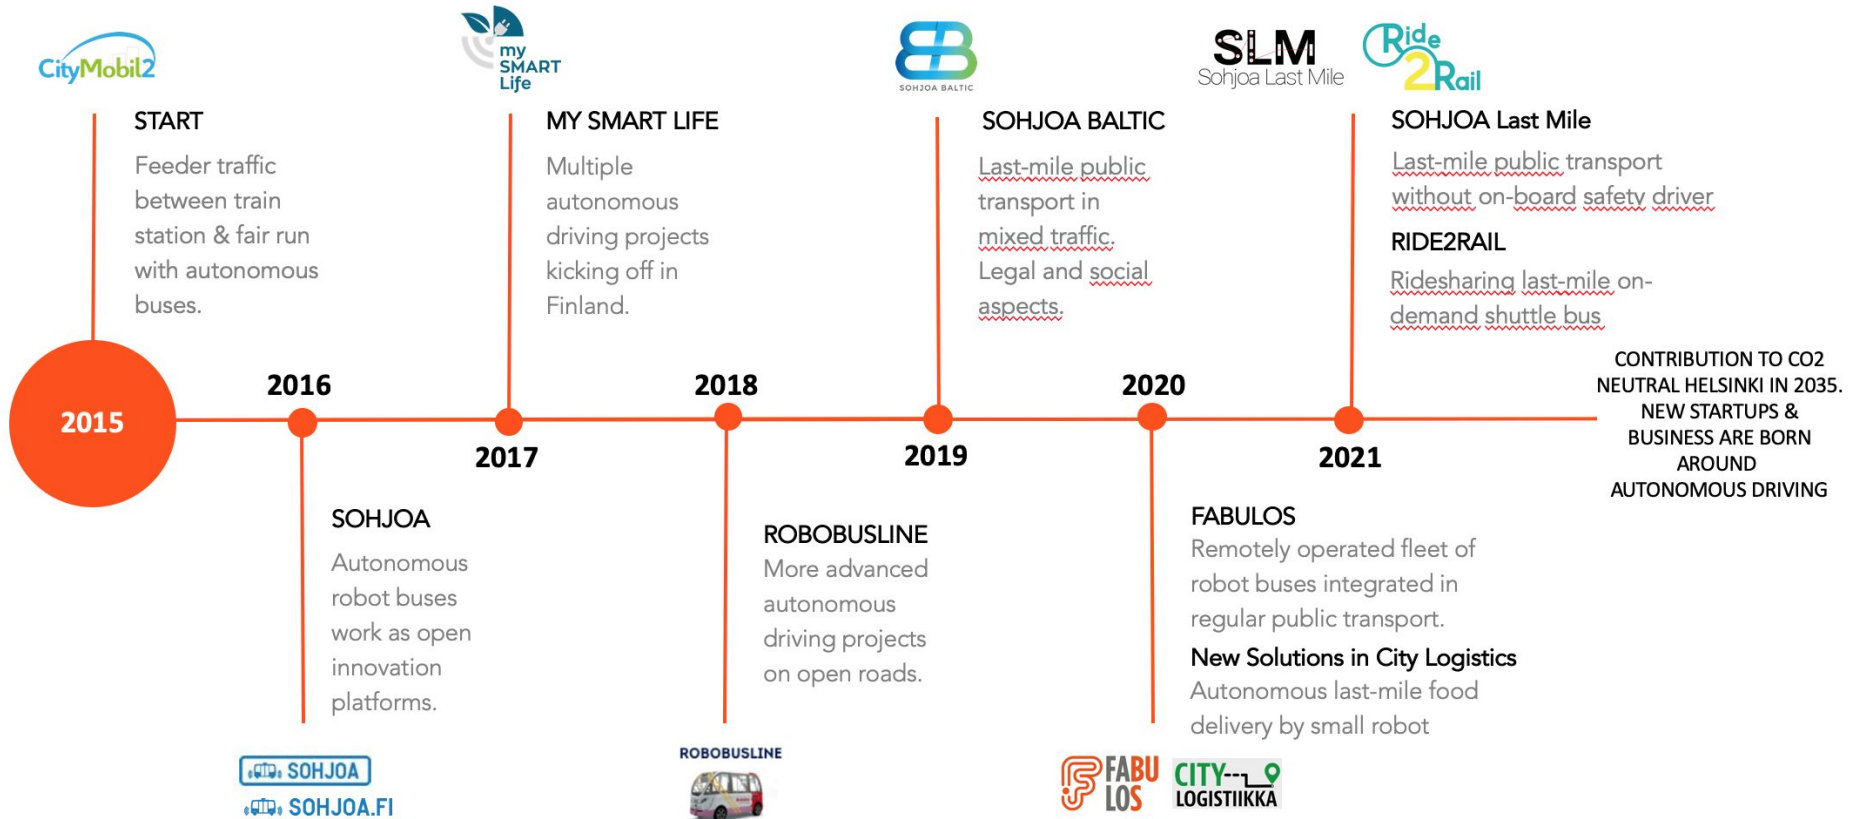 CityMobil2
my
SMART
Life
SOHJOA BALTIC
SLM
Sohjoa Last Mile
Ride
2Rail
START
Feeder traffic
between train
station & fair run
with autonomous
buses.
MY SMART LIFE
Multiple
autonomous
driving projects
kicking off in
Finland.
SOHJOA BALTIC
Last-mile public
transport in
mixed traffic.
Legal and social
aspects.
SOHJOA Last Mile
Last-mile public transport
without on-board safety driver
RIDE2RAIL
Ridesharing last-mile on-
demand shuttle bus
2015
2016
2017
2018
2019
2020
2021
CONTRIBUTION TO CO2
NEUTRAL HELSINKI IN 2035.
NEW STARTUPS &
BUSINESS ARE BORN
AROUND
AUTONOMOUS DRIVING
SOHJOA
Autonomous
robot buses
work as open
innovation
platforms.
ROBOBUSLINE
More advanced
autonomous
driving projects
on open roads.
FABULOS
Remotely operated fleet of
robot buses integrated in
regular public transport.
New Solutions in City Logistics
Autonomous last-mile food
delivery by small robot
SOHJOA
SOHJOA.FI
ROBOBUSLINE
FABU
LOS
CITY
LOGISTIIKKA